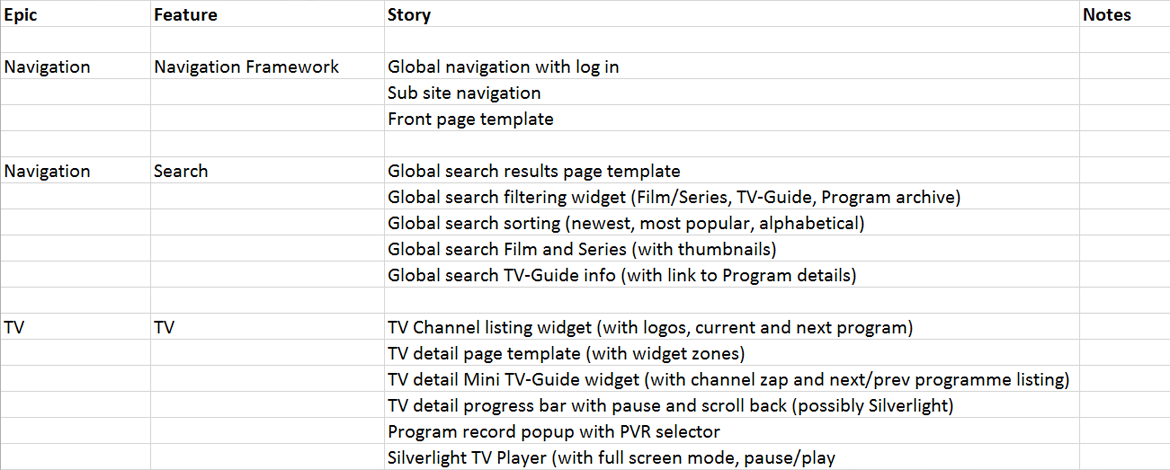 Epic Feature Story Notes
Navigation Navigation Framework Global navigation with log in
Sub site navigation
Front page template
Navigation Search Global search results page template
Global search filtering widget (Film/Series, TV-Guide, Program archive)
Global search sorting (newest, most popular, alphabetical)
Global search Film and Series (with thumbnails)
Global search TV-Guide info (with link to Program details)
TV TV TV Channel listing widget (with logos, current and next program)
TV detail page template (with widget zones)
TV detail Mini TV-Guide widget (with channel zap and next/prev programme listing)
TV detail progress bar with pause and scroll back (possibly Silverlight)
Program record popup with PVR selector
Silverlight TV Player (with full screen mode, pause/play